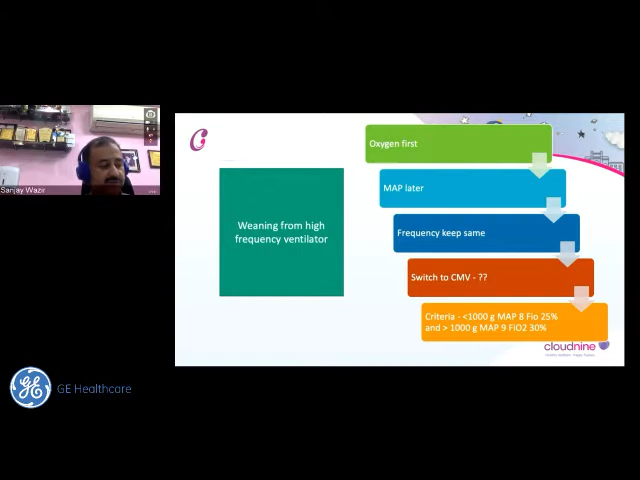 Sanjay Wazir
Weaning from high
frequency ventilator
Oxygen first
MAP later
Frequency keep same
Switch to CMV - ??
Criteria - <1000 g MAP 8 Fio 25%
and > 1000 g MAP 9 FiO2 30%
cloudnine
GE Healthcare